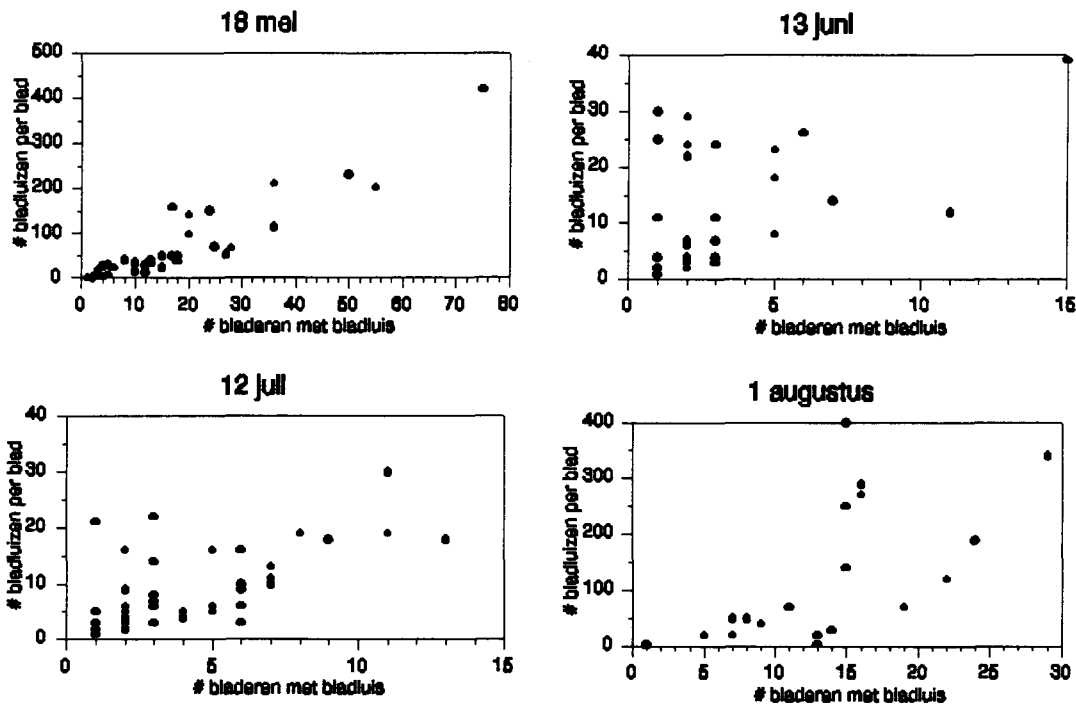 18 mei
# bladluizen per blad
500
400
300
200
100
0
0 10 20 30 40 50 60 70 80
# bladeren met bladluis
13 juni
# bladluizen per blad
40
30
20
10
0
0 5 10 15
# bladeren met bladluis
12 juli
# bladluizen per blad
40
30
20
10
0
0 5 10 15
# bladeren met bladluis
1 augustus
# bladluizen per blad
400
300
200
100
0
0 5 10 15 20 25 30
# bladeren met bladluis